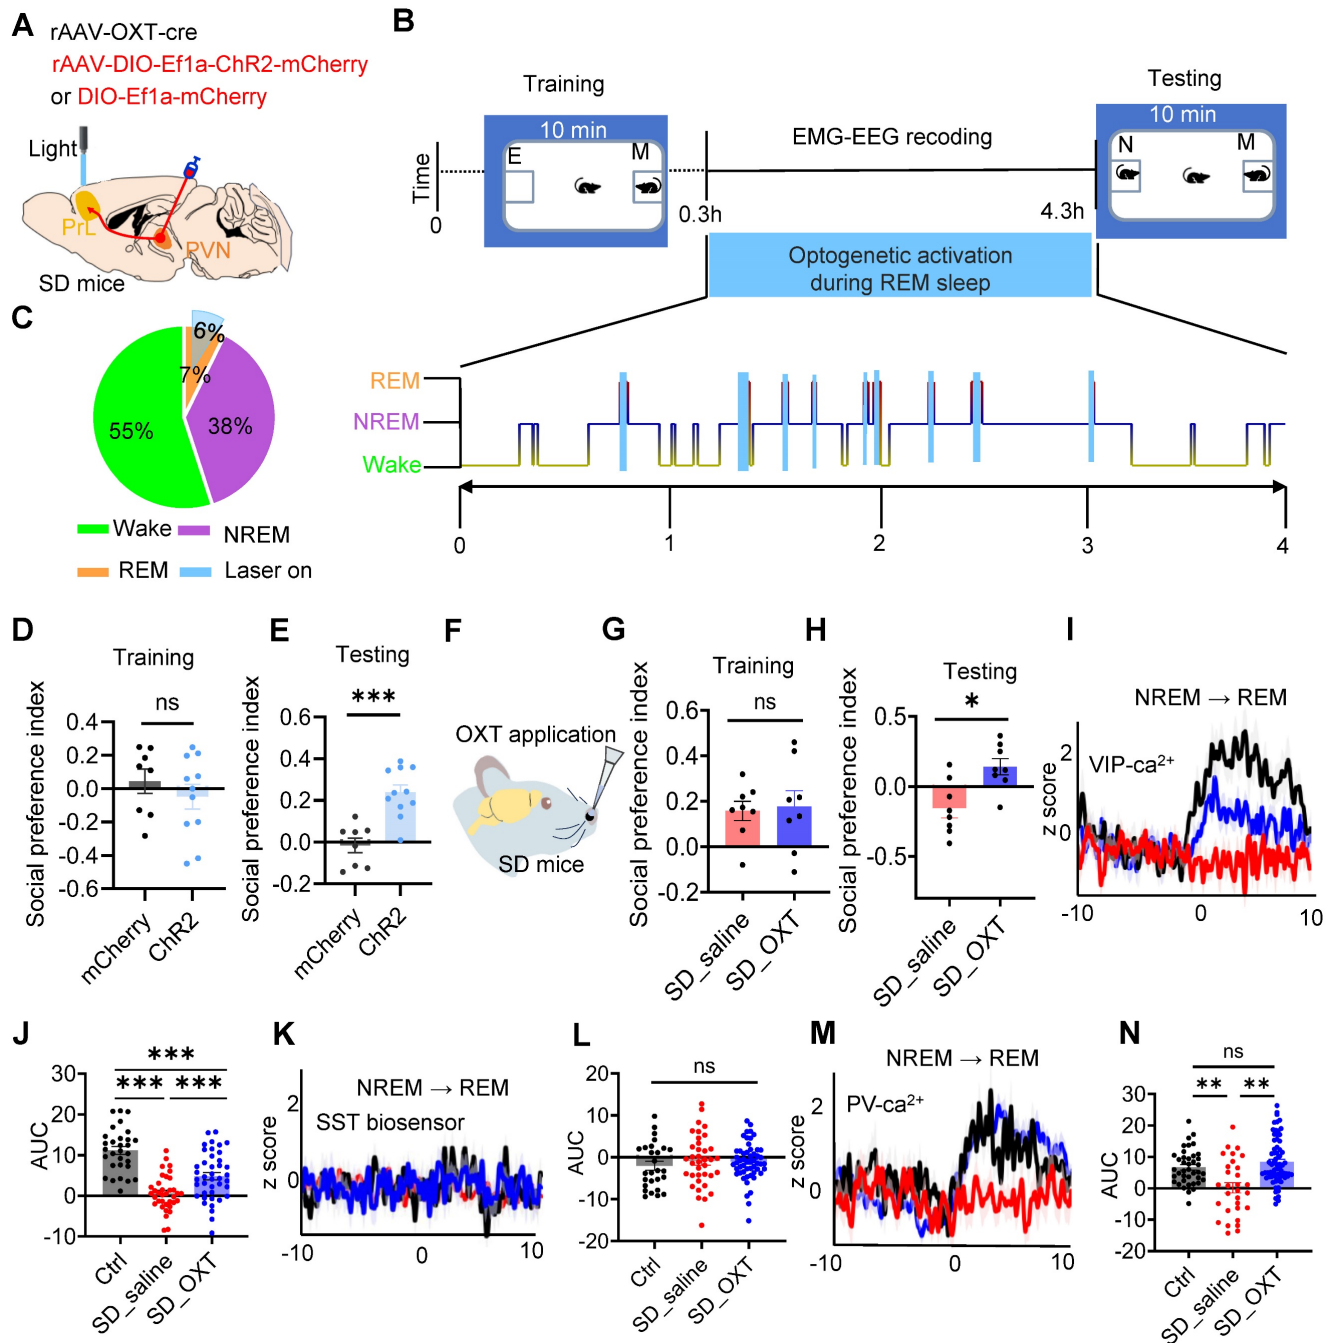 A
rAAV-OXT-cre
rAAV-DIO-Ef1a-ChR2-mCherry
or DIO-Ef1a-mCherry
Light
PrL
PVN
SD mice
B
Training
Testing
10 min
E
M
EMG-EEG recoding
10 min
N
M
Time
0
0.3h
4.3h
Optogenetic activation
during REM sleep
REM
NREM
Wake
0
1
2
3
4
C
6%
7%
55%
38%
Wake
NREM
REM
Laser on
D
Training
ns
Social preference index
0.4
0.2
0.0
-0.2
-0.4
-0.6
mCherry
ChR2
E
Testing
***
Social preference index
0.6
0.4
0.2
0.0
-0.2
mCherry
ChR2
F
OXT application
SD mice
G
Training
ns
Social preference index
0.6
0.4
0.2
0.0
-0.2
SD_saline
SD_OXT
H
Testing
*
Social preference index
0.5
0.0
-0.5
SD_saline
SD_OXT
I
NREM → REM
VIP-ca²⁺
z score
2
0
-10
0
10
J
***
*** ***
AUC
30
20
10
0
-10
Ctrl
SD_saline
SD_OXT
K
NREM → REM
SST biosensor
z score
2
0
-10
0
10
L
ns
AUC
20
10
0
-10
-20
Ctrl
SD_saline
SD_OXT
M
NREM → REM
PV-ca²⁺
z score
2
0
-10
0
10
N
ns
** **
AUC
30
20
10
0
-10
-20
Ctrl
SD_saline
SD_OXT